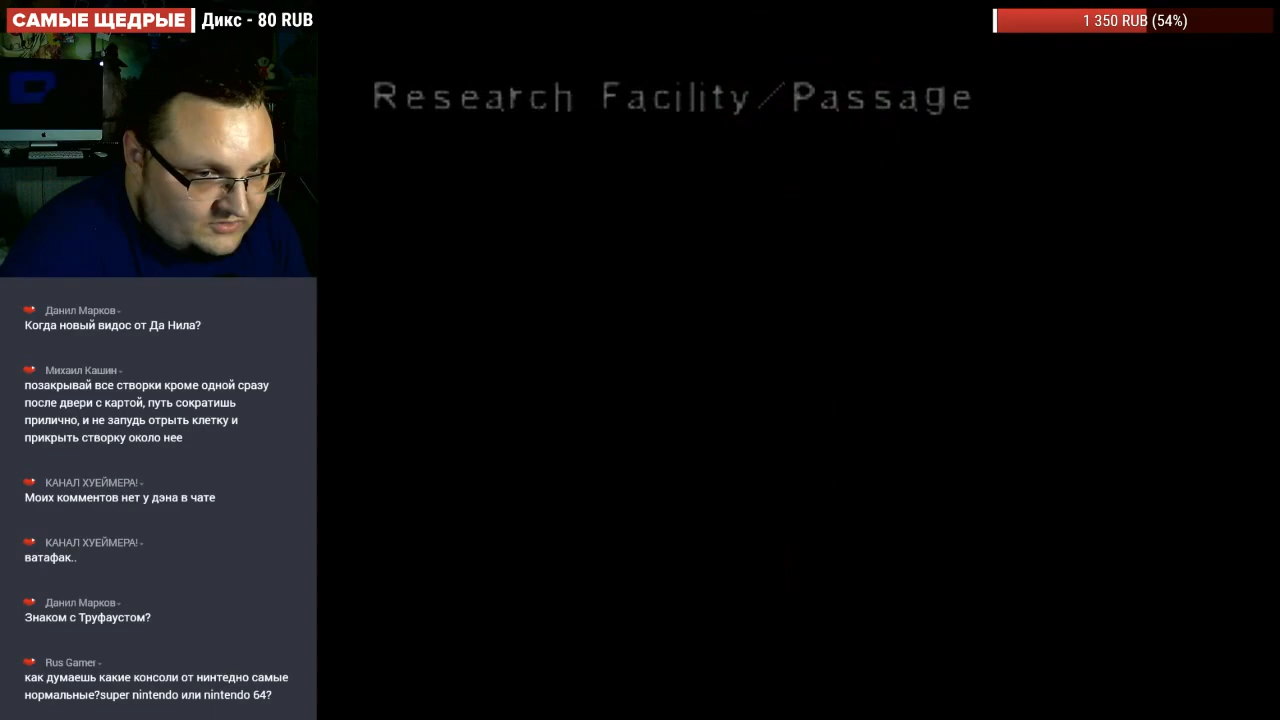 САМЫЕ ЩЕДРЫЕ Дикс - 80 RUB
1 350 RUB (54%)
Research Facility/Passage
Данил Марков
Когда новый видос от Да Нила?
Михаил Кашин
позакрывай все створки кроме одной сразу
после двери с картой, путь сократишь
прилично, и не запудь отрыть клетку и
прикрыть створку около нее
КАНАЛ ХУЕЙМЕРА!
Моих комментов нет у дэна в чате
КАНАЛ ХУЕЙМЕРА!
ватафак..
Данил Марков
Знаком с Труфаустом?
Rus Gamer
как думаешь какие консоли от нинтедно самые
нормальные?super nintendo или nintendo 64?